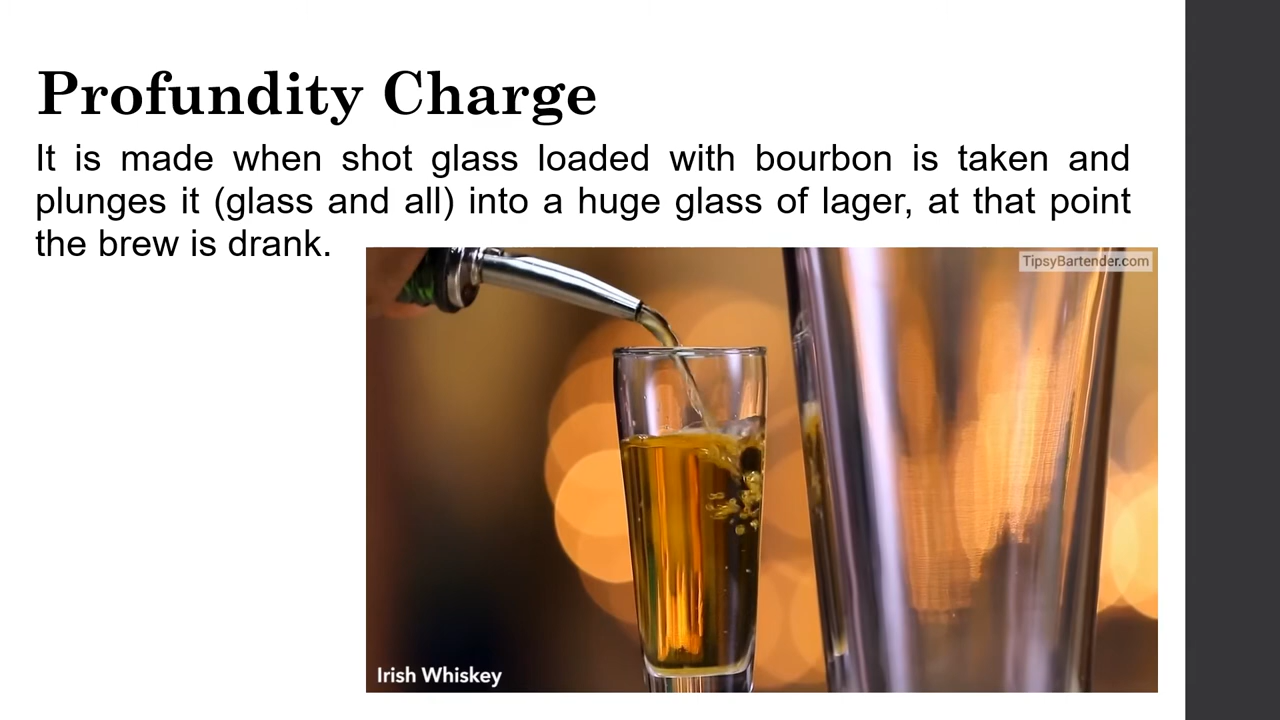 Profundity Charge
It is made when shot glass loaded with bourbon is taken and
plunges it (glass and all) into a huge glass of lager, at that point
the brew is drank.
TipsyBartender.com
Irish Whiskey